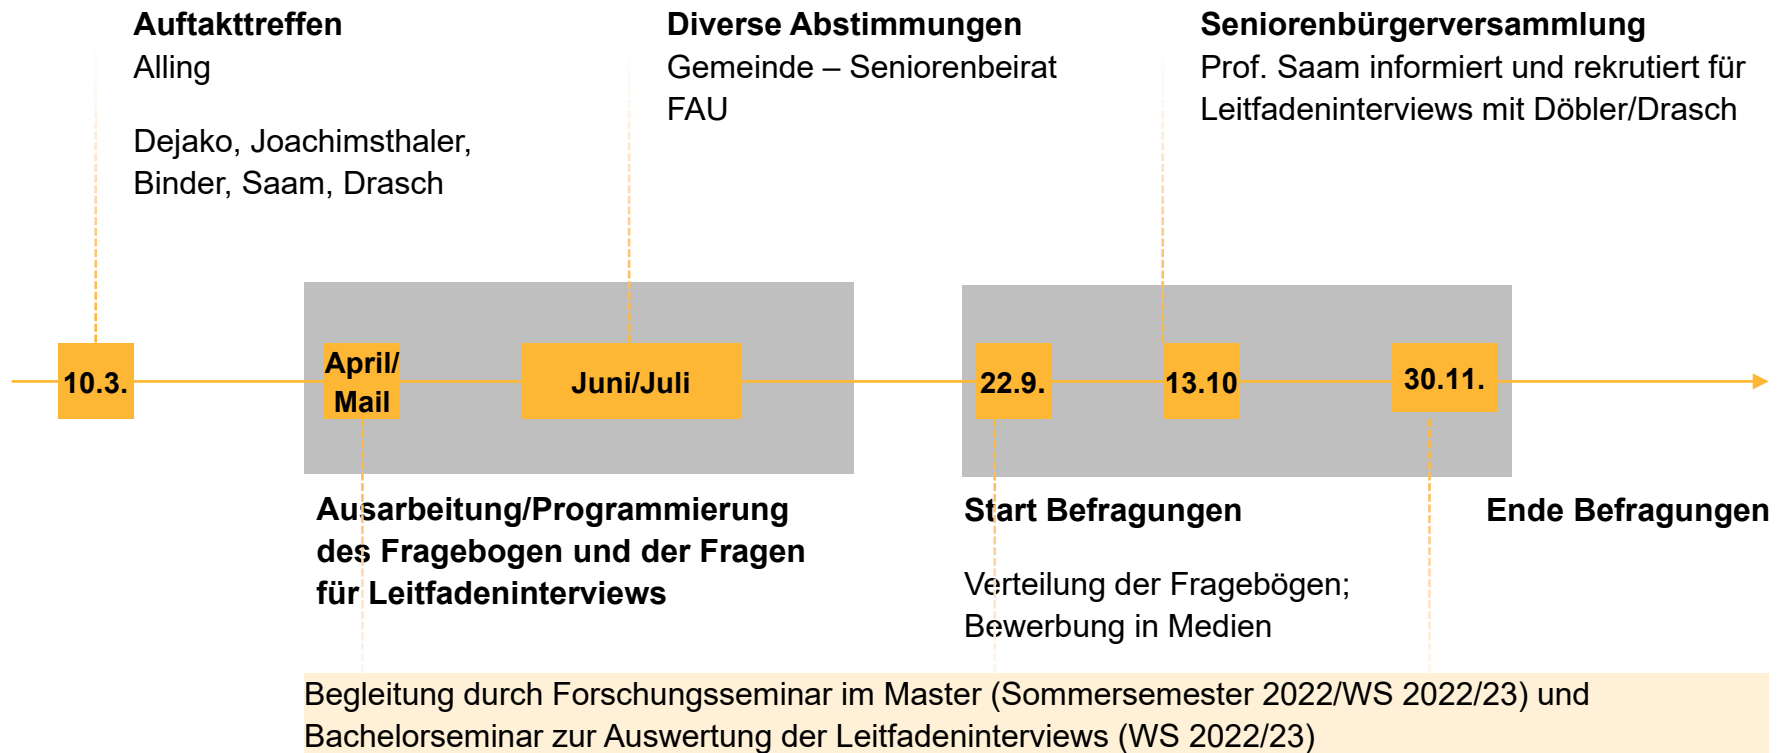 Auftakttreffen
Alling
Dejako, Joachimsthaler,
Binder, Saam, Drasch
Diverse Abstimmungen
Gemeinde – Seniorenbeirat
FAU
Seniorenbürgerversammlung
Prof. Saam informiert und rekrutiert für
Leitfadeninterviews mit Döbler/Drasch
10.3.
April/
Mail
Juni/Juli
22.9.
13.10
30.11.
Ausarbeitung/Programmierung
des Fragebogen und der Fragen
für Leitfadeninterviews
Start Befragungen
Verteilung der Fragebögen;
Bewerbung in Medien
Ende Befragungen
Begleitung durch Forschungsseminar im Master (Sommersemester 2022/WS 2022/23) und
Bachelorseminar zur Auswertung der Leitfadeninterviews (WS 2022/23)